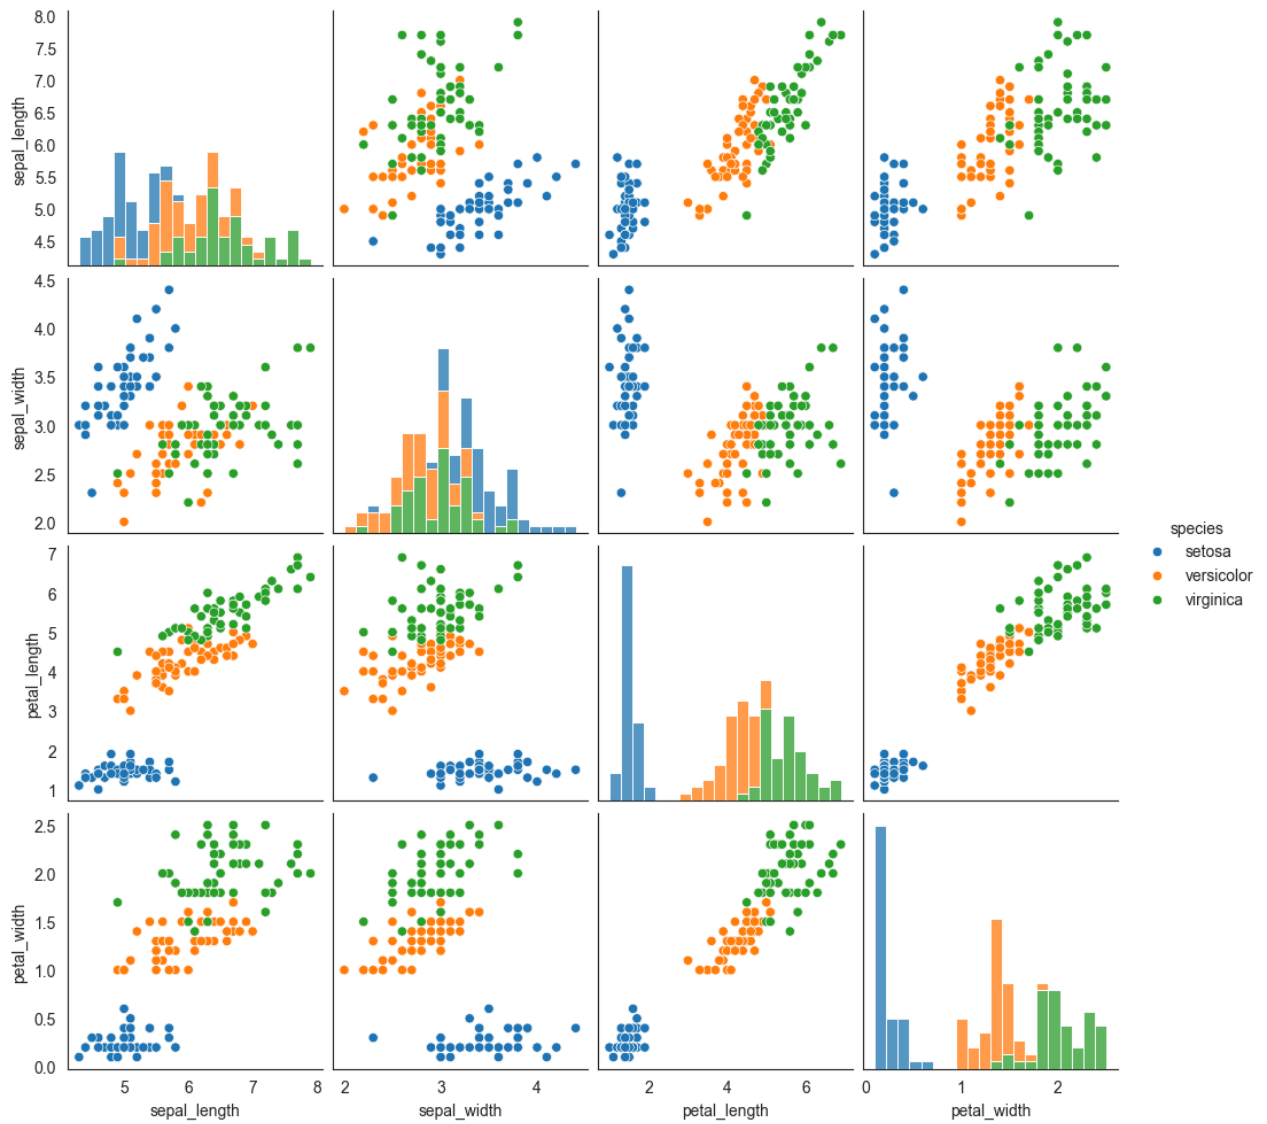 8.0
7.5
7.0
6.5
6.0
5.5
5.0
4.5
sepal_length
4.5
4.0
3.5
3.0
2.5
2.0
sepal_width
7
6
5
4
3
2
1
petal_length
2.5
2.0
1.5
1.0
0.5
0.0
petal_width
5 6 7 8
sepal_length
2 3 4
sepal_width
2 4 6
petal_length
0 1 2
petal_width
species
setosa
versicolor
virginica